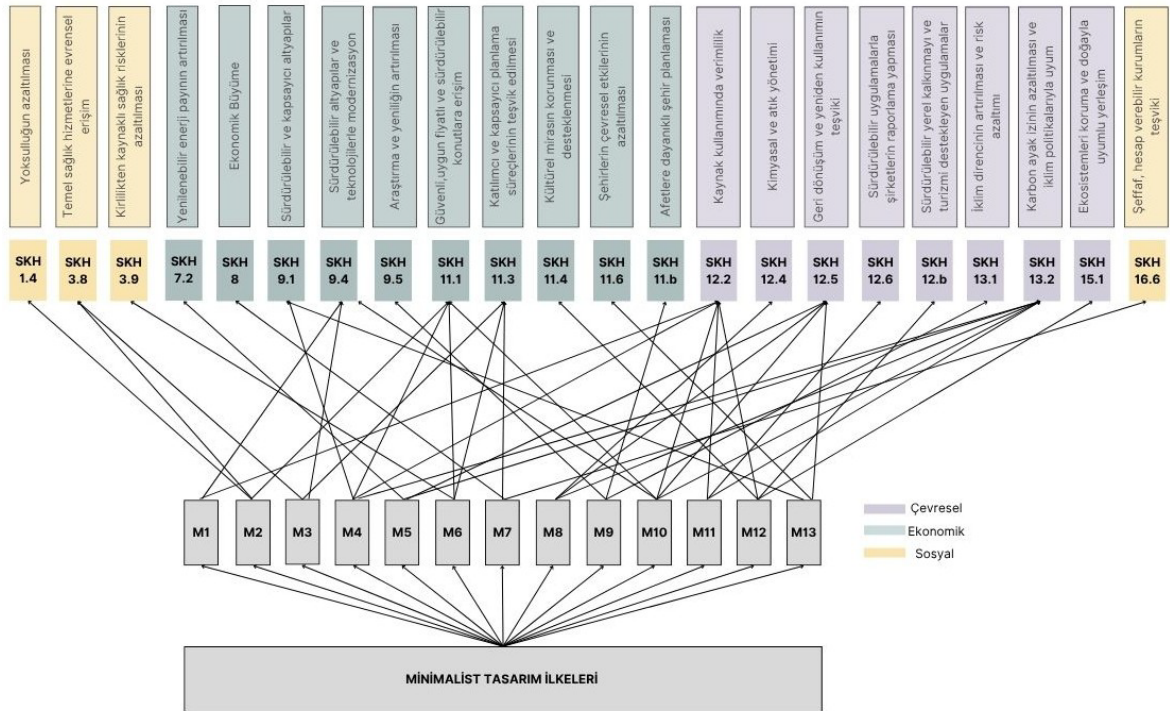 Yoksulluğun azaltılması
Temel sağlık hizmetlerine evrensel
erişim
Kirlilikten kaynaklı sağlık risklerinin
azaltılması
Yenilenebilir enerji payının artırılması
Ekonomik Büyüme
Sürdürülebilir ve kapsayıcı altyapılar
Sürdürülebilir altyapılar ve
teknolojilerle modernizasyon
Araştırma ve yeniliğin artırılması
Güvenli,uygun fiyatlı ve sürdürülebilir
konutlara erişim
Katılımcı ve kapsayıcı planlama
süreçlerinin teşvik edilmesi
Kültürel mirasın korunması ve
desteklenmesi
Şehirlerin çevresel etkilerinin
azaltılması
Afetlere dayanıklı şehir planlaması
Kaynak kullanımında verimlilik
Kimyasal ve atık yönetimi
Geri dönüşüm ve yeniden kullanımın
teşviki
Sürdürülebilir uygulamalarla
şirketlerin raporlama yapması
Sürdürülebilir yerel kalkınmayı ve
turizmi destekleyen uygulamalar
İklim direncinin artırılması ve risk
azaltımı
Karbon ayak izinin azaltılması ve
iklim politikalarıyla uyum
Ekosistemleri koruma ve doğayla
uyumlu yerleşim
Şeffaf, hesap verebilir kurumların
teşviki
SKH
1.4
SKH
3.8
SKH
3.9
SKH
7.2
SKH
8
SKH
9.1
SKH
9.4
SKH
9.5
SKH
11.1
SKH
11.3
SKH
11.4
SKH
11.6
SKH
11.b
SKH
12.2
SKH
12.4
SKH
12.5
SKH
12.6
SKH
12.b
SKH
13.1
SKH
13.2
SKH
15.1
SKH
16.6
M1
M2
M3
M4
M5
M6
M7
M8
M9
M10
M11
M12
M13
Çevresel
Ekonomik
Sosyal
MİNİMALİST TASARIM İLKELERİ